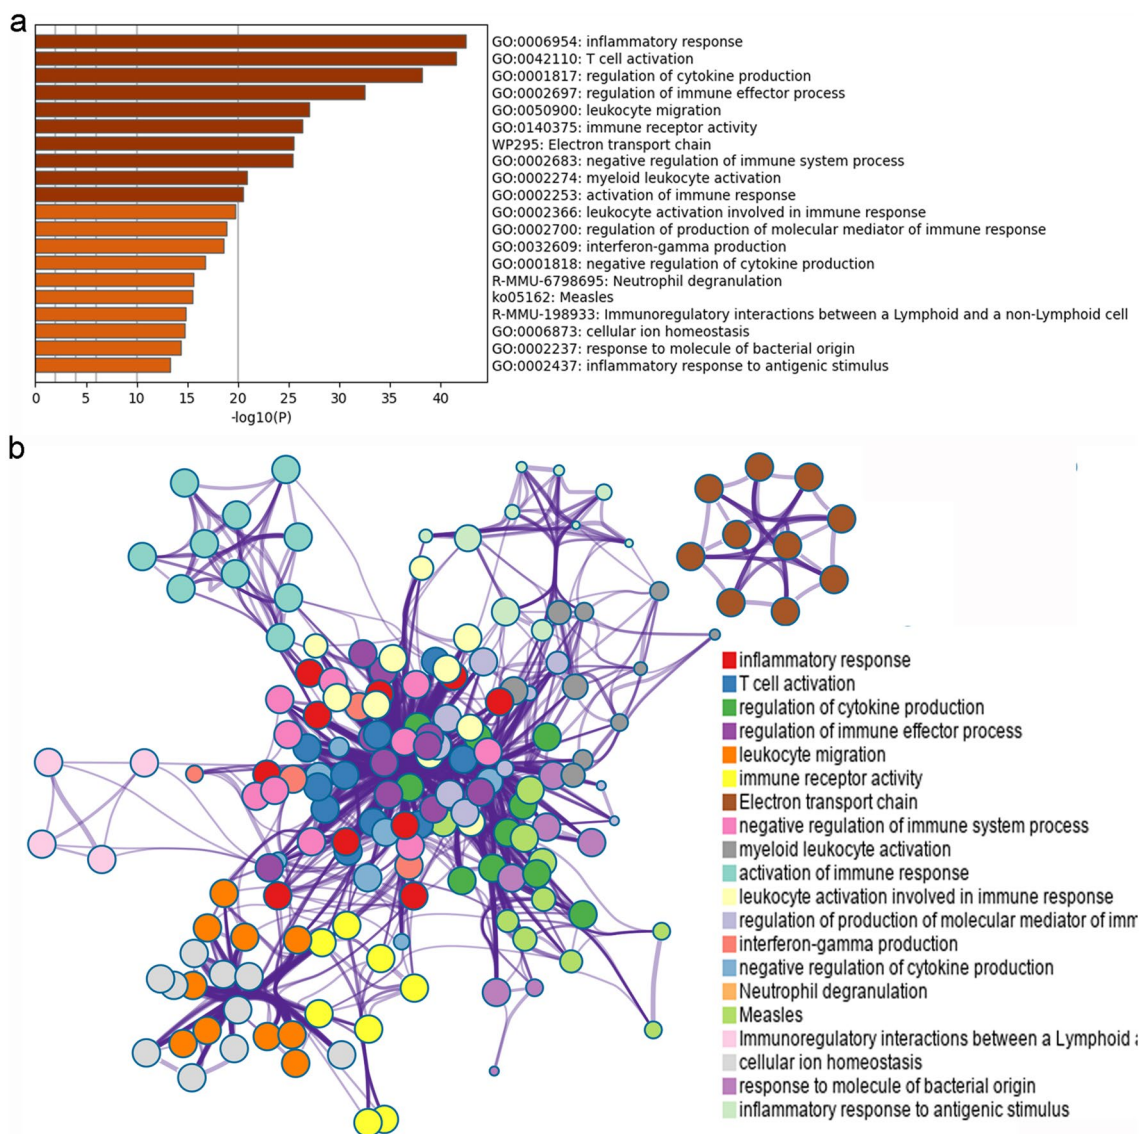 a
GO:0006954: inflammatory response
GO:0042110: T cell activation
GO:0001817: regulation of cytokine production
GO:0002697: regulation of immune effector process
GO:0050900: leukocyte migration
GO:0140375: immune receptor activity
WP295: Electron transport chain
GO:0002683: negative regulation of immune system process
GO:0002274: myeloid leukocyte activation
GO:0002253: activation of immune response
GO:0002366: leukocyte activation involved in immune response
GO:0002700: regulation of production of molecular mediator of immune response
GO:0032609: interferon-gamma production
GO:0001818: negative regulation of cytokine production
R-MMU-6798695: Neutrophil degranulation
ko05162: Measles
R-MMU-198933: Immunoregulatory interactions between a Lymphoid and a non-Lymphoid cell
GO:0006873: cellular ion homeostasis
GO:0002237: response to molecule of bacterial origin
GO:0002437: inflammatory response to antigenic stimulus
0 5 10 15 20 25 30 35 40
-log10(P)
b
inflammatory response
T cell activation
regulation of cytokine production
regulation of immune effector process
leukocyte migration
immune receptor activity
Electron transport chain
negative regulation of immune system process
myeloid leukocyte activation
activation of immune response
leukocyte activation involved in immune response
regulation of production of molecular mediator of imm
interferon-gamma production
negative regulation of cytokine production
Neutrophil degranulation
Measles
Immunoregulatory interactions between a Lymphoid
cellular ion homeostasis
response to molecule of bacterial origin
inflammatory response to antigenic stimulus